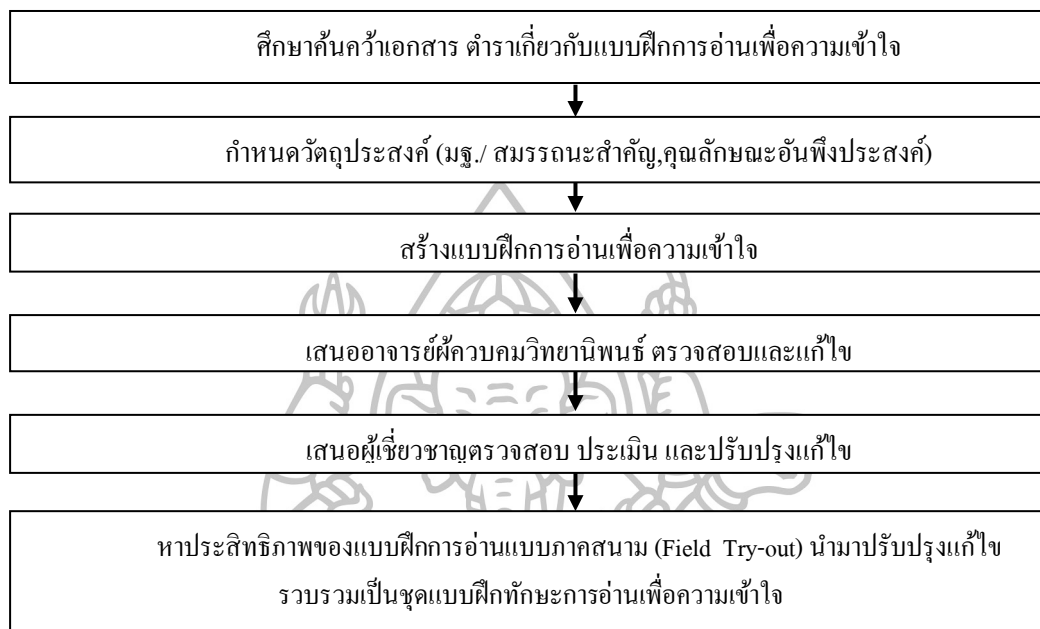 ศึกษาค้นคว้าเอกสาร ตำราเกี่ยวกับแบบฝึกการอ่านเพื่อความเข้าใจ
กำหนดวัตถุประสงค์ (มฐ./ สมรรถนะสำคัญ,คุณลักษณะอันพึงประสงค์)
สร้างแบบฝึกการอ่านเพื่อความเข้าใจ
เสนออาจารย์ผู้ควบคุมวิทยานิพนธ์ ตรวจสอบและแก้ไข
เสนอผู้เชี่ยวชาญตรวจสอบ ประเมิน และปรับปรุงแก้ไข
หาประสิทธิภาพของแบบฝึกการอ่านแบบภาคสนาม (Field Try-out) นำมาปรับปรุงแก้ไข
รวบรวมเป็นชุดแบบฝึกทักษะการอ่านเพื่อความเข้าใจ